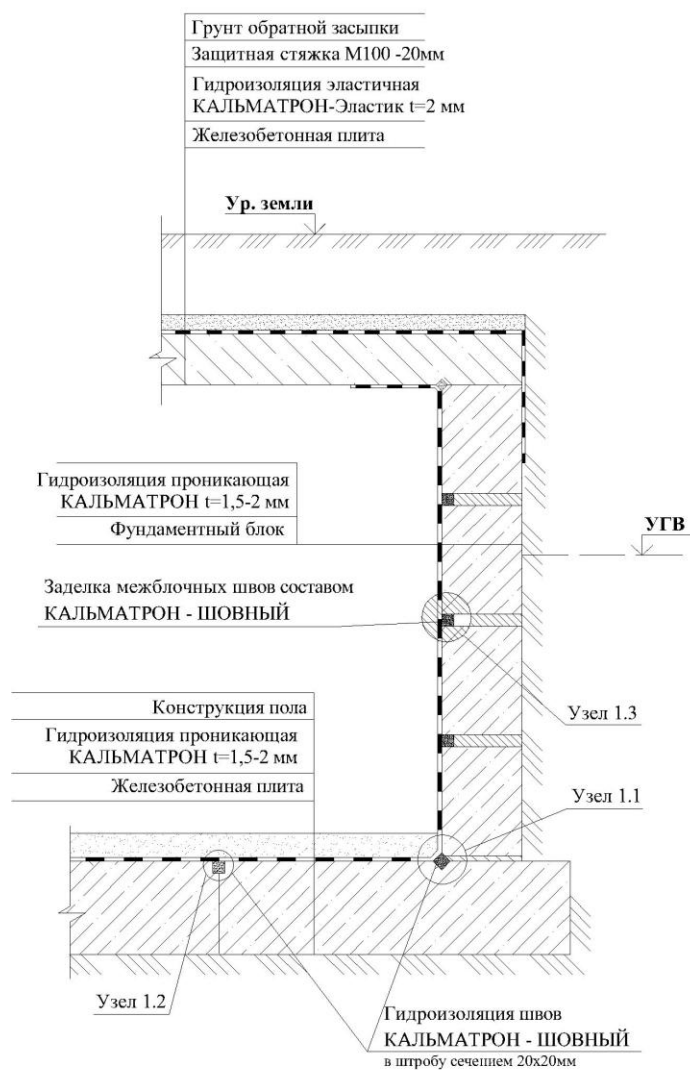 Грунт обратной засыпки
Защитная стяжка М100 -20мм
Гидроизоляция эластичная
КАЛЬМАТРОН-Эластик t=2 мм
Железобетонная плита
Ур. земли
Гидроизоляция проникающая
КАЛЬМАТРОН t=1,5-2 мм
Фундаментный блок
УГВ
Заделка межблочных швов составом
КАЛЬМАТРОН - ШОВНЫЙ
Узел 1.3
Конструкция пола
Гидроизоляция проникающая
КАЛЬМАТРОН t=1,5-2 мм
Железобетонная плита
Узел 1.1
Узел 1.2
Гидроизоляция швов
КАЛЬМАТРОН - ШОВНЫЙ
в штробу сечением 20х20мм